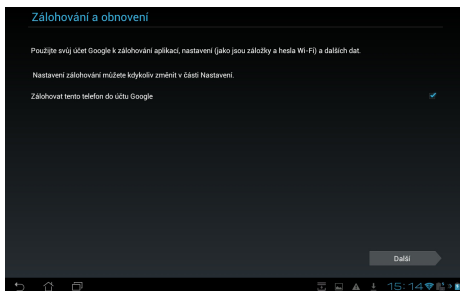 Zálohování a obnovení
Použijte svůj účet Google k zálohování aplikací, nastavení (jako jsou záložky a hesla Wi-Fi) a dalších dat.
Nastavení zálohování můžete kdykoliv změnit v části Nastavení.
Zálohovat tento telefon do účtu Google
Další
15:14